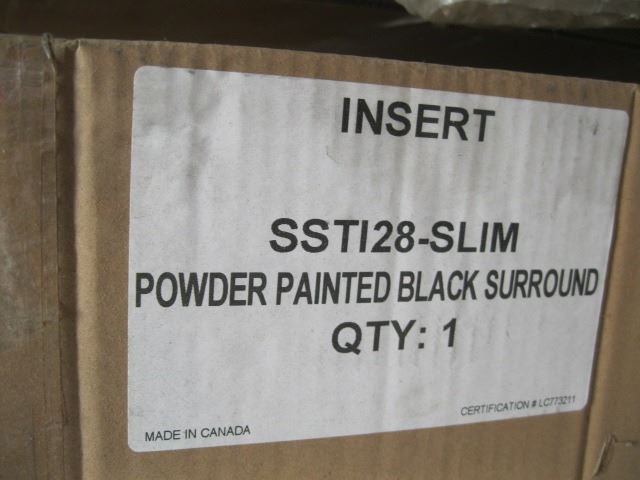 INSERT
SSTI28-SLIM
POWDER PAINTED BLACK SURROUND
QTY: 1
CERTIFICATION # LC773211
MADE IN CANADA